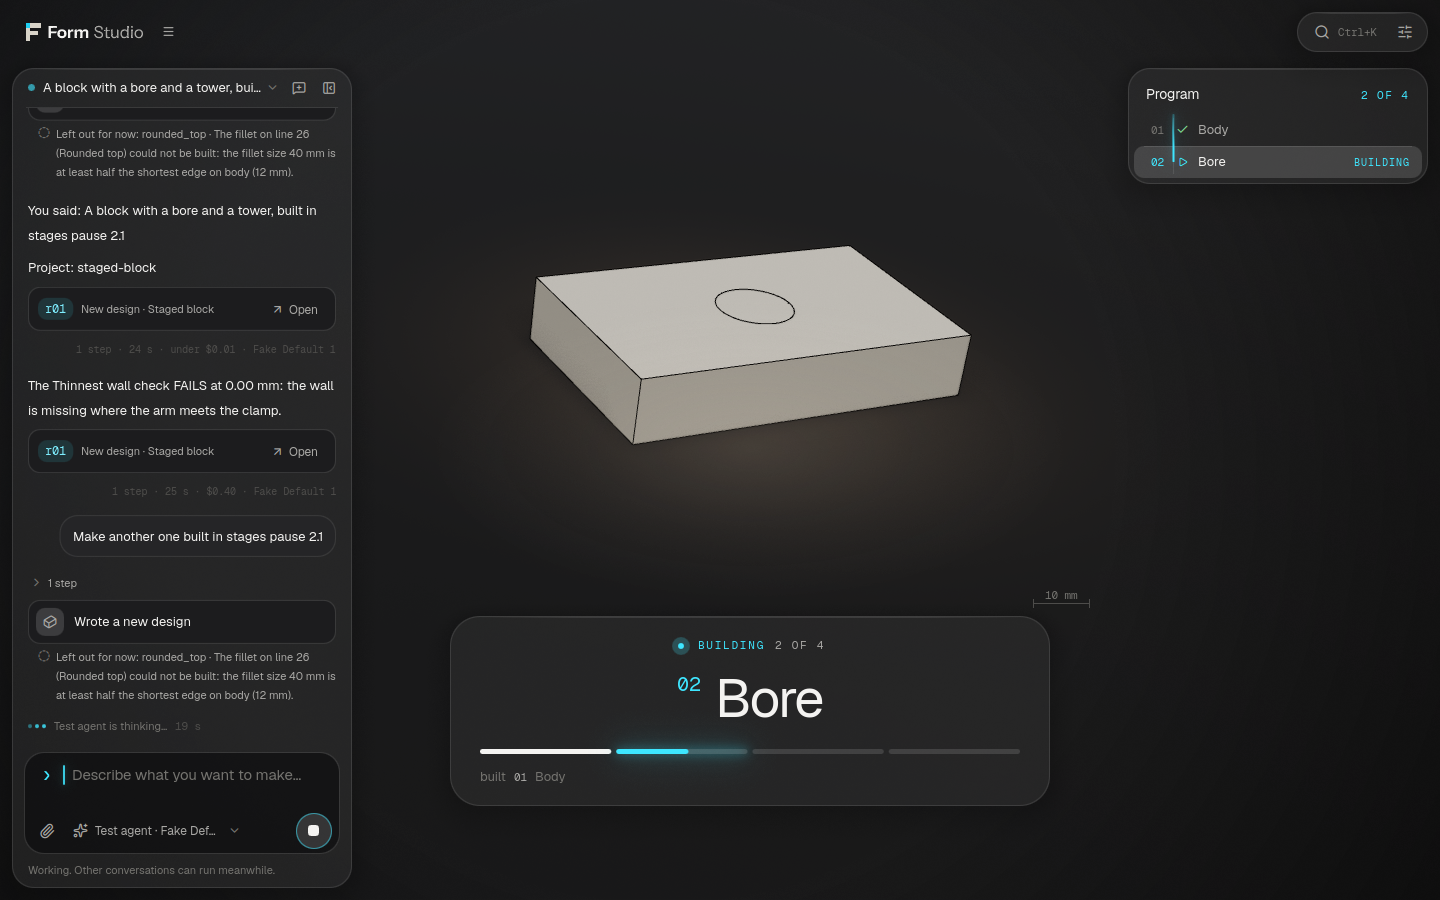 Form Studio
Ctrl+K
A block with a bore and a tower, bui...
Left out for now: rounded_top · The fillet on line 26
(Rounded top) could not be built: the fillet size 40 mm is
at least half the shortest edge on body (12 mm).
You said: A block with a bore and a tower, built in
stages pause 2.1
Project: staged-block
r01 New design · Staged block Open
1 step · 24 s · under $0.01 · Fake Default 1
The Thinnest wall check FAILS at 0.00 mm: the wall
is missing where the arm meets the clamp.
r01 New design · Staged block Open
1 step · 25 s · $0.40 · Fake Default 1
Make another one built in stages pause 2.1
1 step
Wrote a new design
Left out for now: rounded_top · The fillet on line 26
(Rounded top) could not be built: the fillet size 40 mm is
at least half the shortest edge on body (12 mm).
Test agent is thinking... 19 s
Describe what you want to make...
Test agent · Fake Def...
Working. Other conversations can run meanwhile.
10 mm
BUILDING 2 OF 4
02 Bore
built 01 Body
Program 2 OF 4
01 Body
02 Bore BUILDING